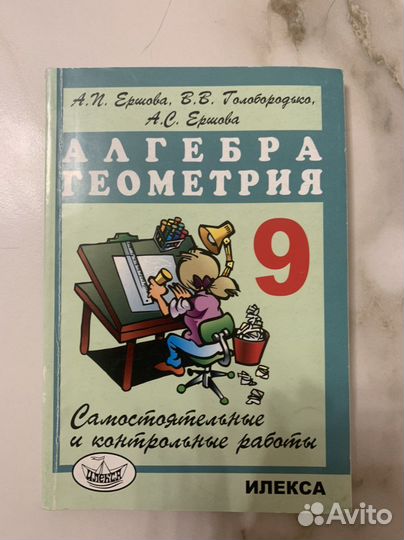 А.П. Ершова, В.В. Голобородько,
А.С. Ершова
АЛГЕБРА
ГЕОМЕТРИЯ
9
Самостоятельные
и контрольные работы
ИЛЕКСА
ИЛЕКСА
Avito